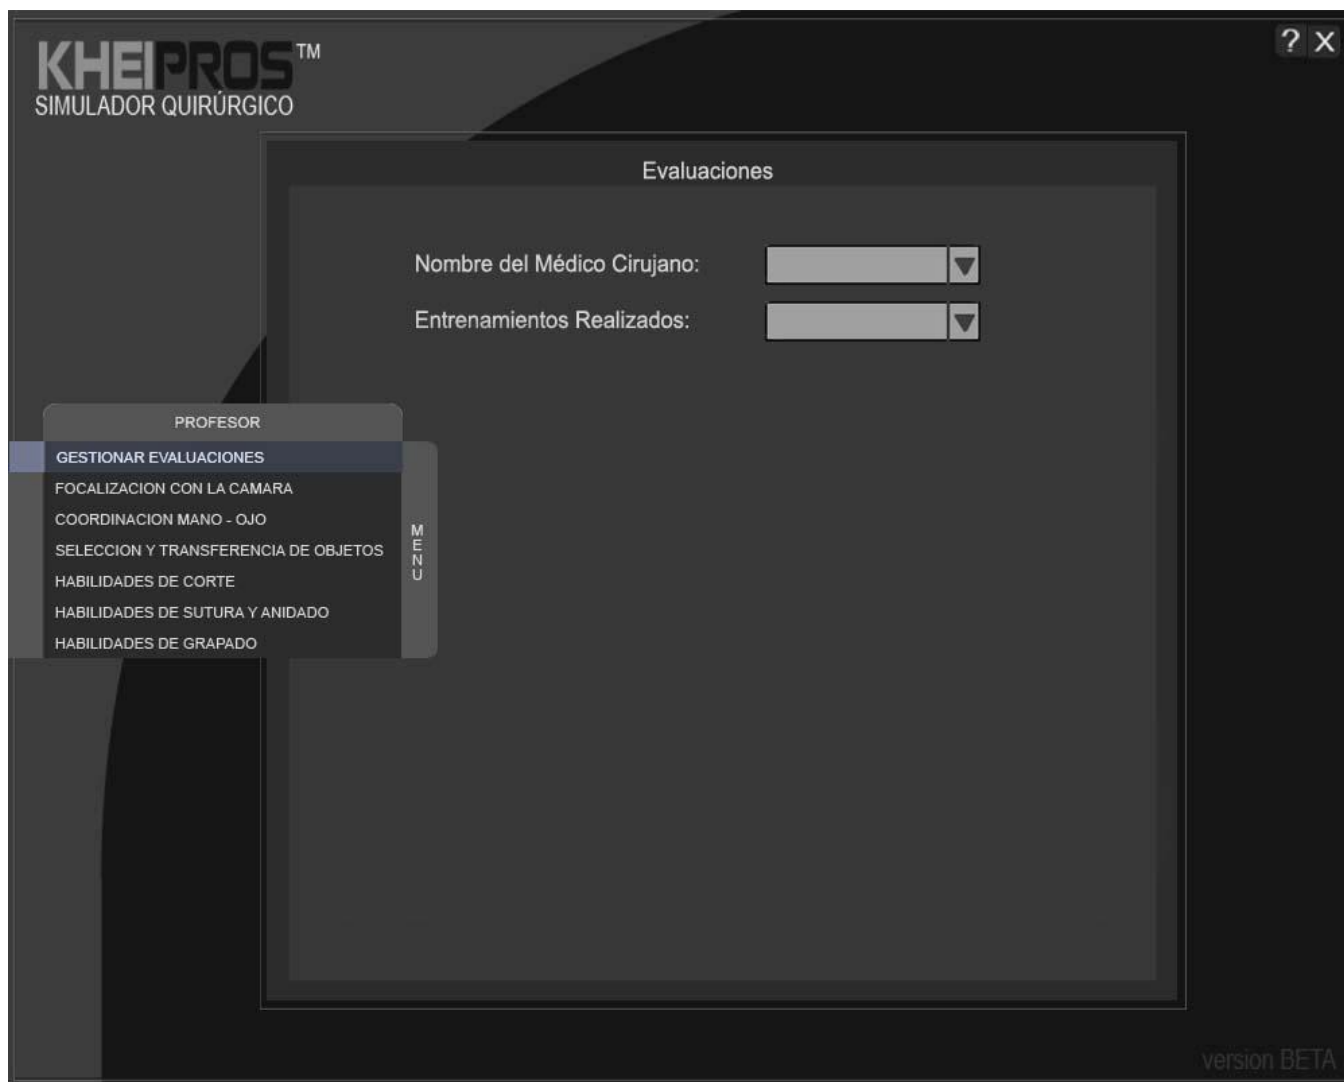 KHEIPROS™
? X
SIMULADOR QUIRÚRGICO
Evaluaciones
Nombre del Médico Cirujano:
Entrenamientos Realizados:
PROFESOR
GESTIONAR EVALUACIONES
FOCALIZACION CON LA CAMARA
COORDINACION MANO - OJO
SELECCION Y TRANSFERENCIA DE OBJETOS
HABILIDADES DE CORTE
HABILIDADES DE SUTURA Y ANIDADO
HABILIDADES DE GRAPADO
MENU
version BETA